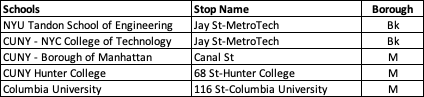 Schools Stop Name Borough
NYU Tandon School of Engineering Jay St-MetroTech Bk
CUNY - NYC College of Technology Jay St-MetroTech Bk
CUNY - Borough of Manhattan Canal St M
CUNY Hunter College 68 St-Hunter College M
Columbia University 116 St-Columbia University M